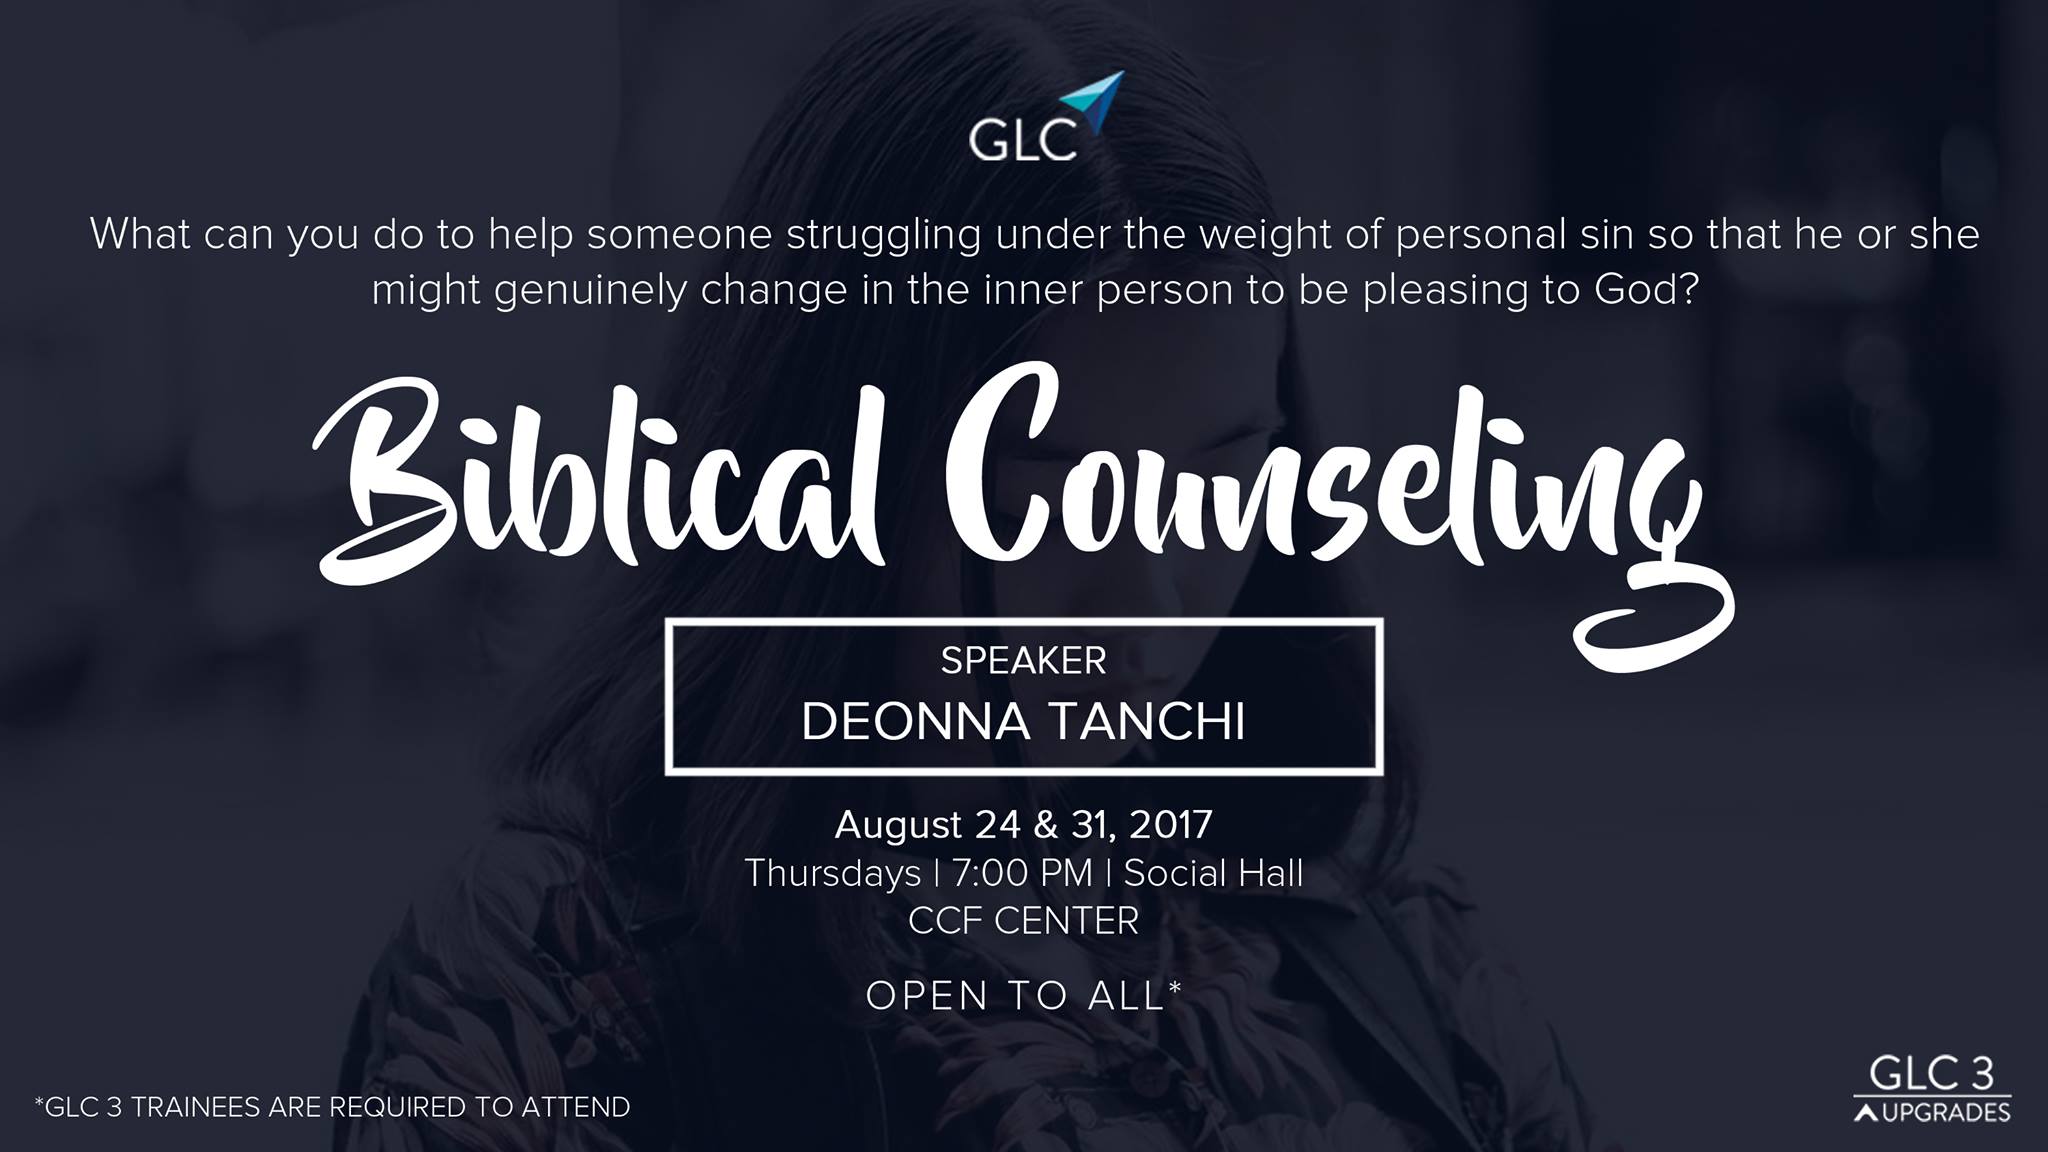 GLC
What can you do to help someone struggling under the weight of personal sin so that he or she
might genuinely change in the inner person to be pleasing to God?
Biblical Counseling
SPEAKER
DEONNA TANCHI
August 24 & 31, 2017
Thursdays | 7:00 PM | Social Hall
CCF CENTER
OPEN TO ALL*
*GLC 3 TRAINEES ARE REQUIRED TO ATTEND
GLC 3
UPGRADES